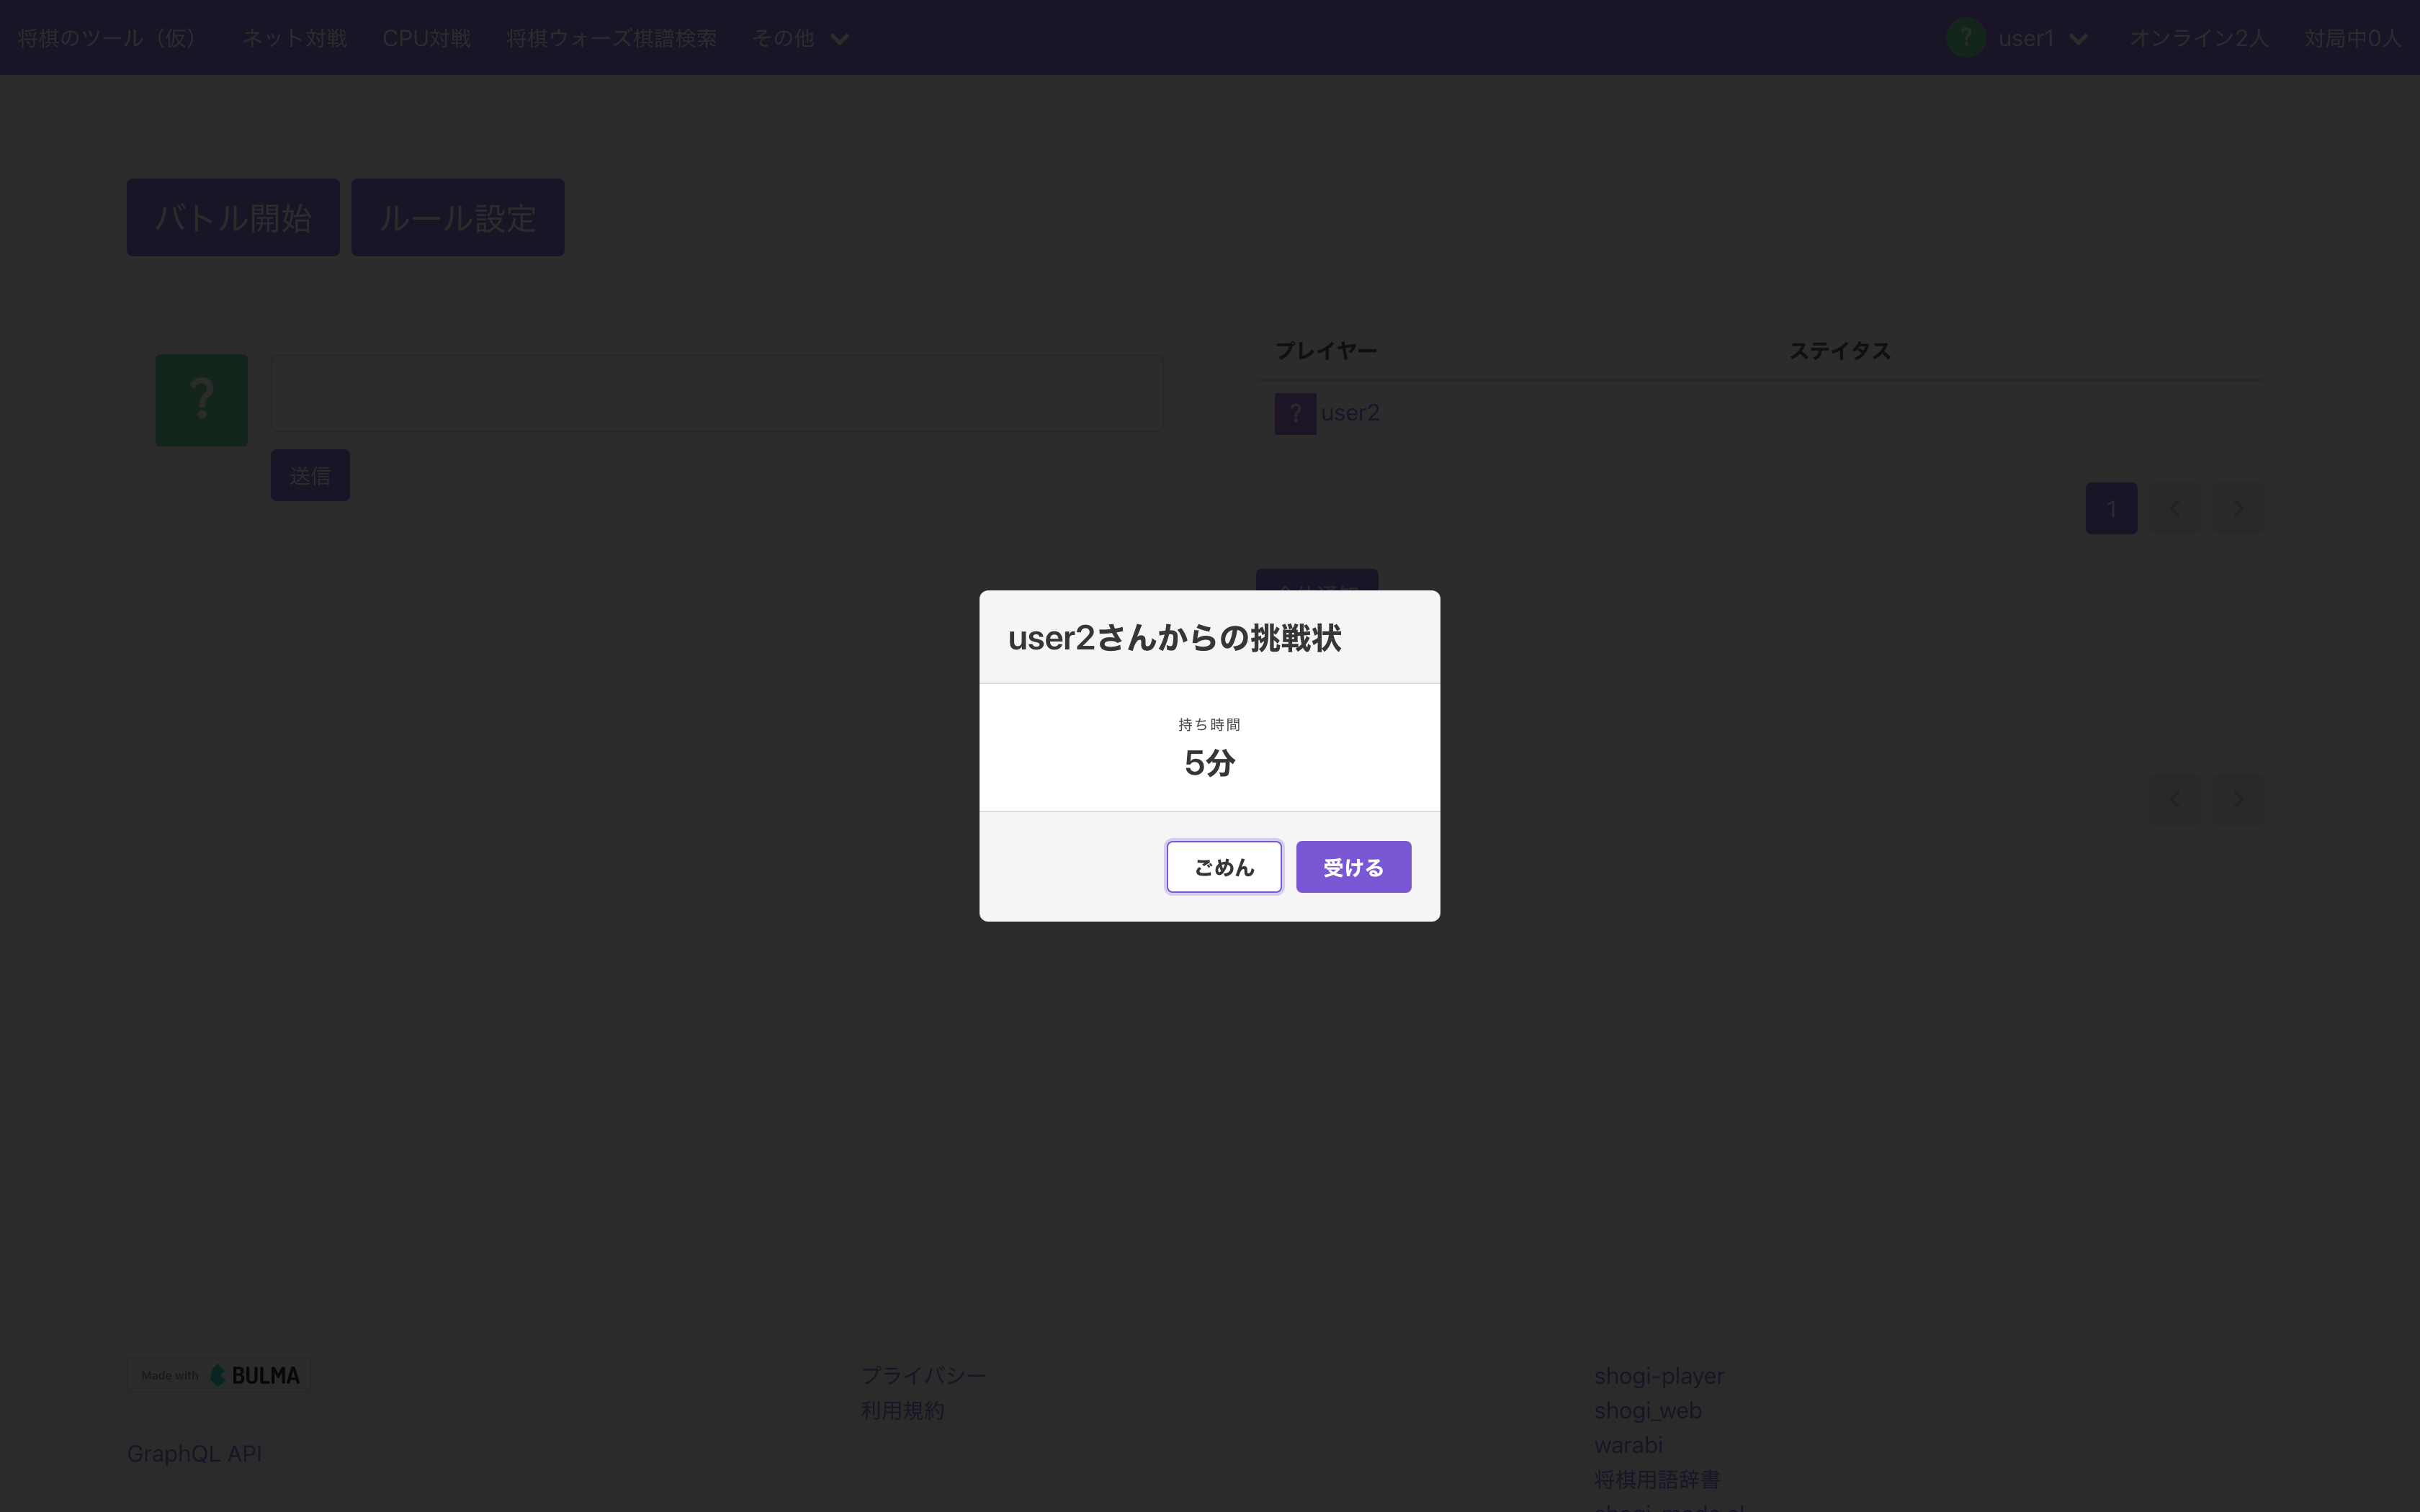 将棋のツール（仮） ネット対戦 CPU対戦 将棋ウォーズ棋譜検索 その他
? user1 オンライン2人 対局中0人
バトル開始 ルール設定
?
送信
プレイヤー ステイタス
? user2
1
user2さんからの挑戦状
持ち時間
5分
ごめん 受ける
Made with BULMA
GraphQL API
プライバシー
利用規約
shogi-player
shogi_web
warabi
将棋用語辞書